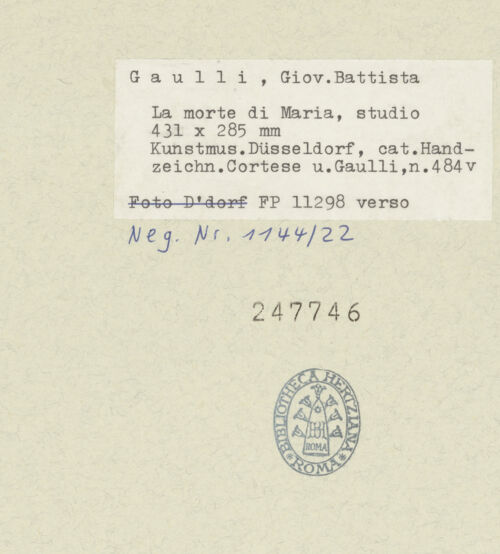 G a u l l i , Giov.Battista
La morte di Maria, studio
431 x 285 mm
Kunstmus.Düsseldorf, cat.Hand-
zeichn.Cortese u.Gaulli,n.484v
Foto D'dorf FP 11298 verso
Neg. Nr. 1144/22
247746
BIBLIOTHECA HERTZIANA
ROMA
ROMA